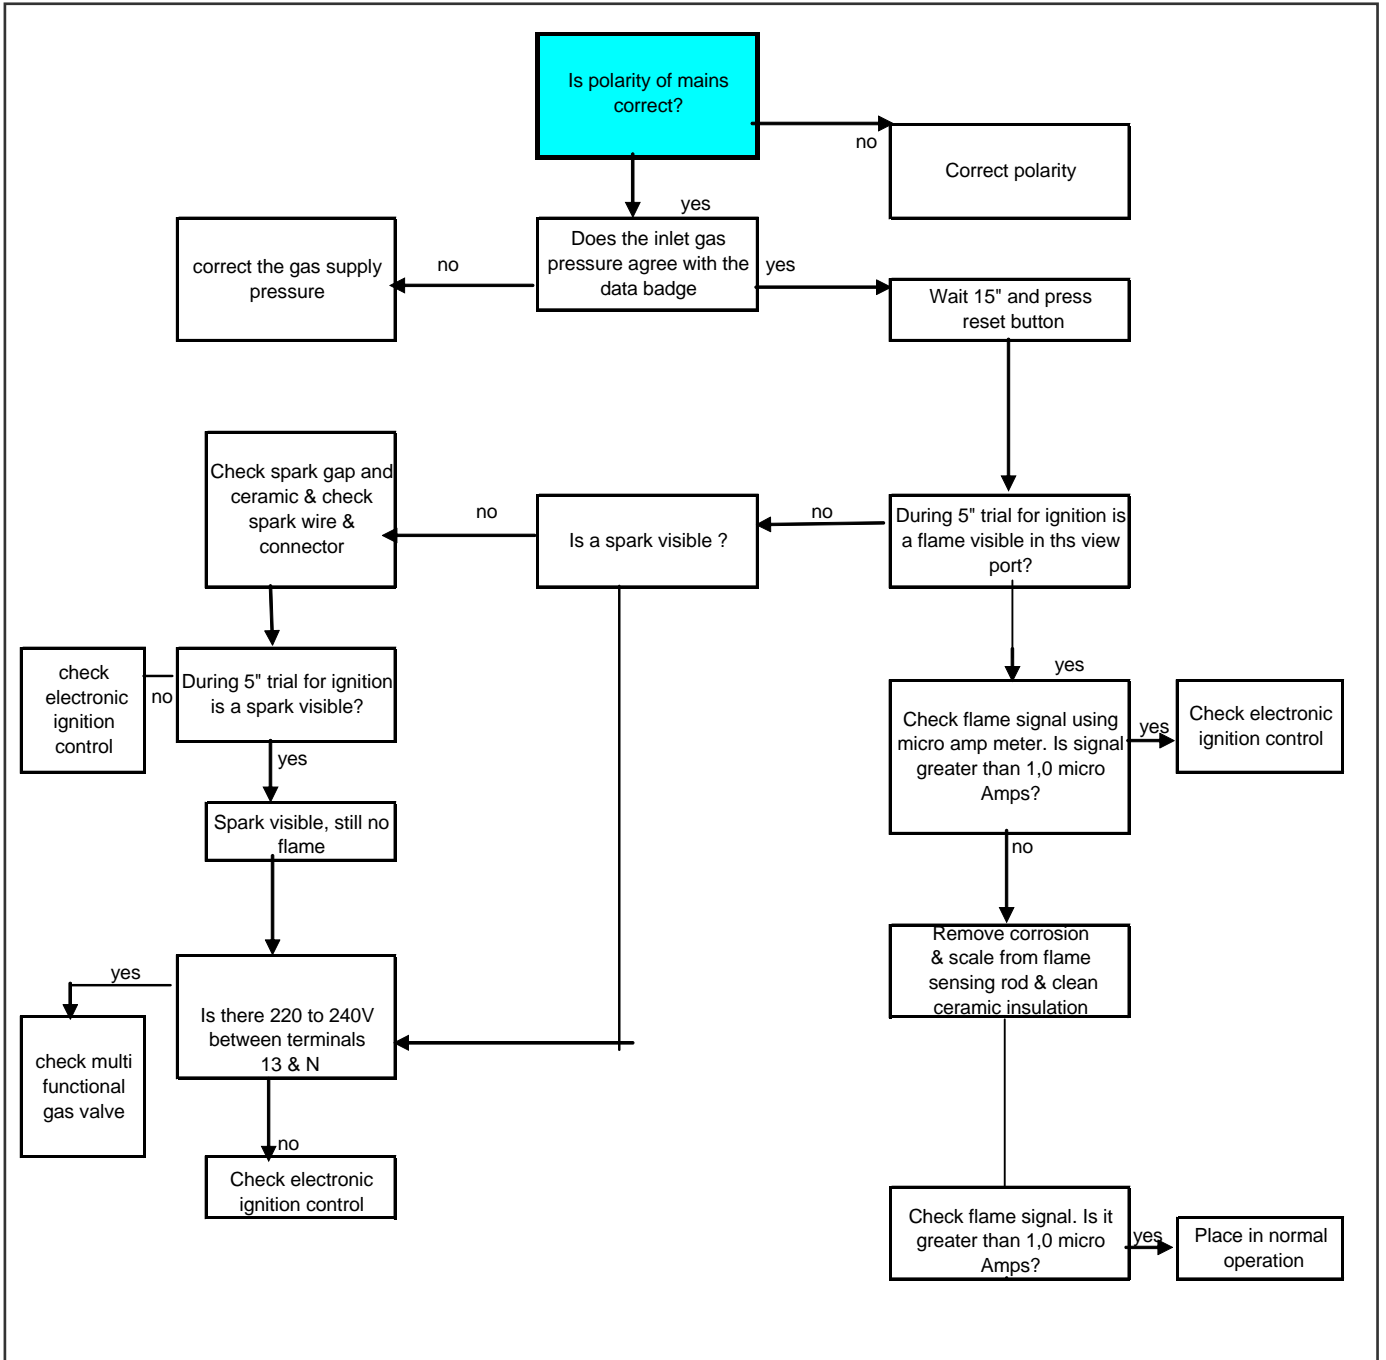 Is polarity of mains
correct?
no
Correct polarity
yes
Does the inlet gas
pressure agree with the
data badge
no
correct the gas supply
pressure
yes
Wait 15" and press
reset button
During 5" trial for ignition is
a flame visible in ths view
port?
no
Is a spark visible ?
no
Check spark gap and
ceramic & check
spark wire &
connector
During 5" trial for ignition
is a spark visible?
no
check
electronic
ignition
control
yes
Spark visible, still no
flame
Is there 220 to 240V
between terminals
13 & N
yes
check multi
functional
gas valve
no
Check electronic
ignition control
yes
Check flame signal using
micro amp meter. Is signal
greater than 1,0 micro
Amps?
yes
Check electronic
ignition control
no
Remove corrosion
& scale from flame
sensing rod & clean
ceramic insulation
Check flame signal. Is it
greater than 1,0 micro
Amps?
yes
Place in normal
operation